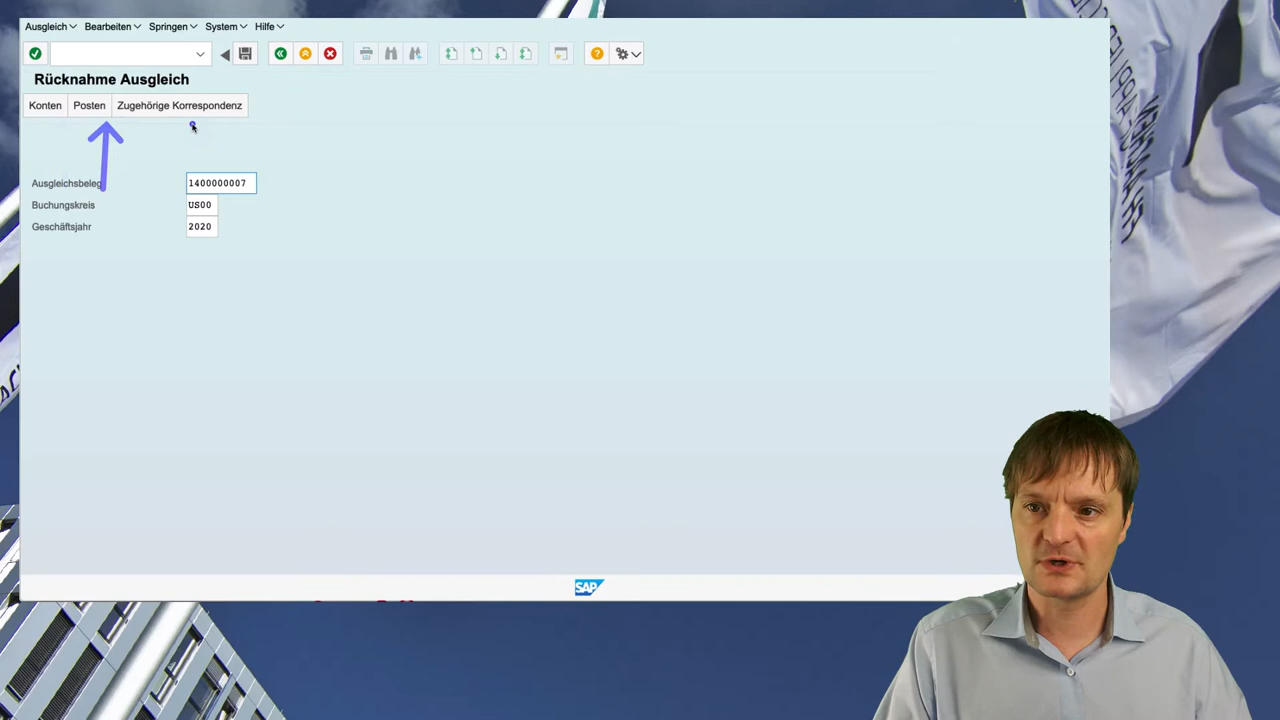 Ausgleich Bearbeiten Springen System Hilfe
Rücknahme Ausgleich
Konten Posten Zugehörige Korrespondenz
Ausgleichsbeleg 1400000007
Buchungskreis US00
Geschäftsjahr 2020
SAP